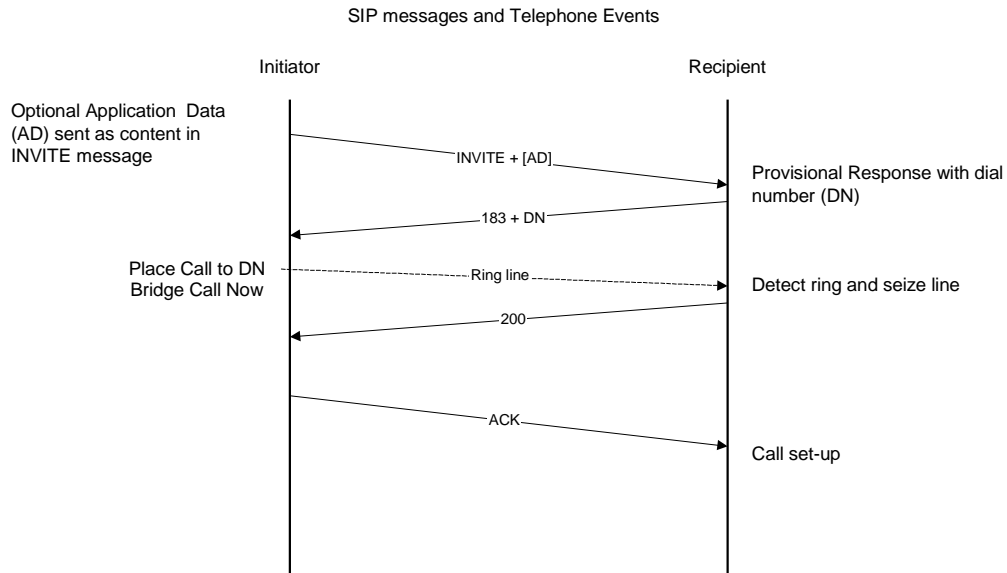 SIP messages and Telephone Events
Initiator
Recipient
Optional Application  Data
(AD) sent as content in
INVITE message
INVITE + [AD]
Provisional Response with dial
number (DN)
183 + DN
Place Call to DN
Bridge Call Now
Ring line
Detect ring and seize line
200
ACK
Call set-up